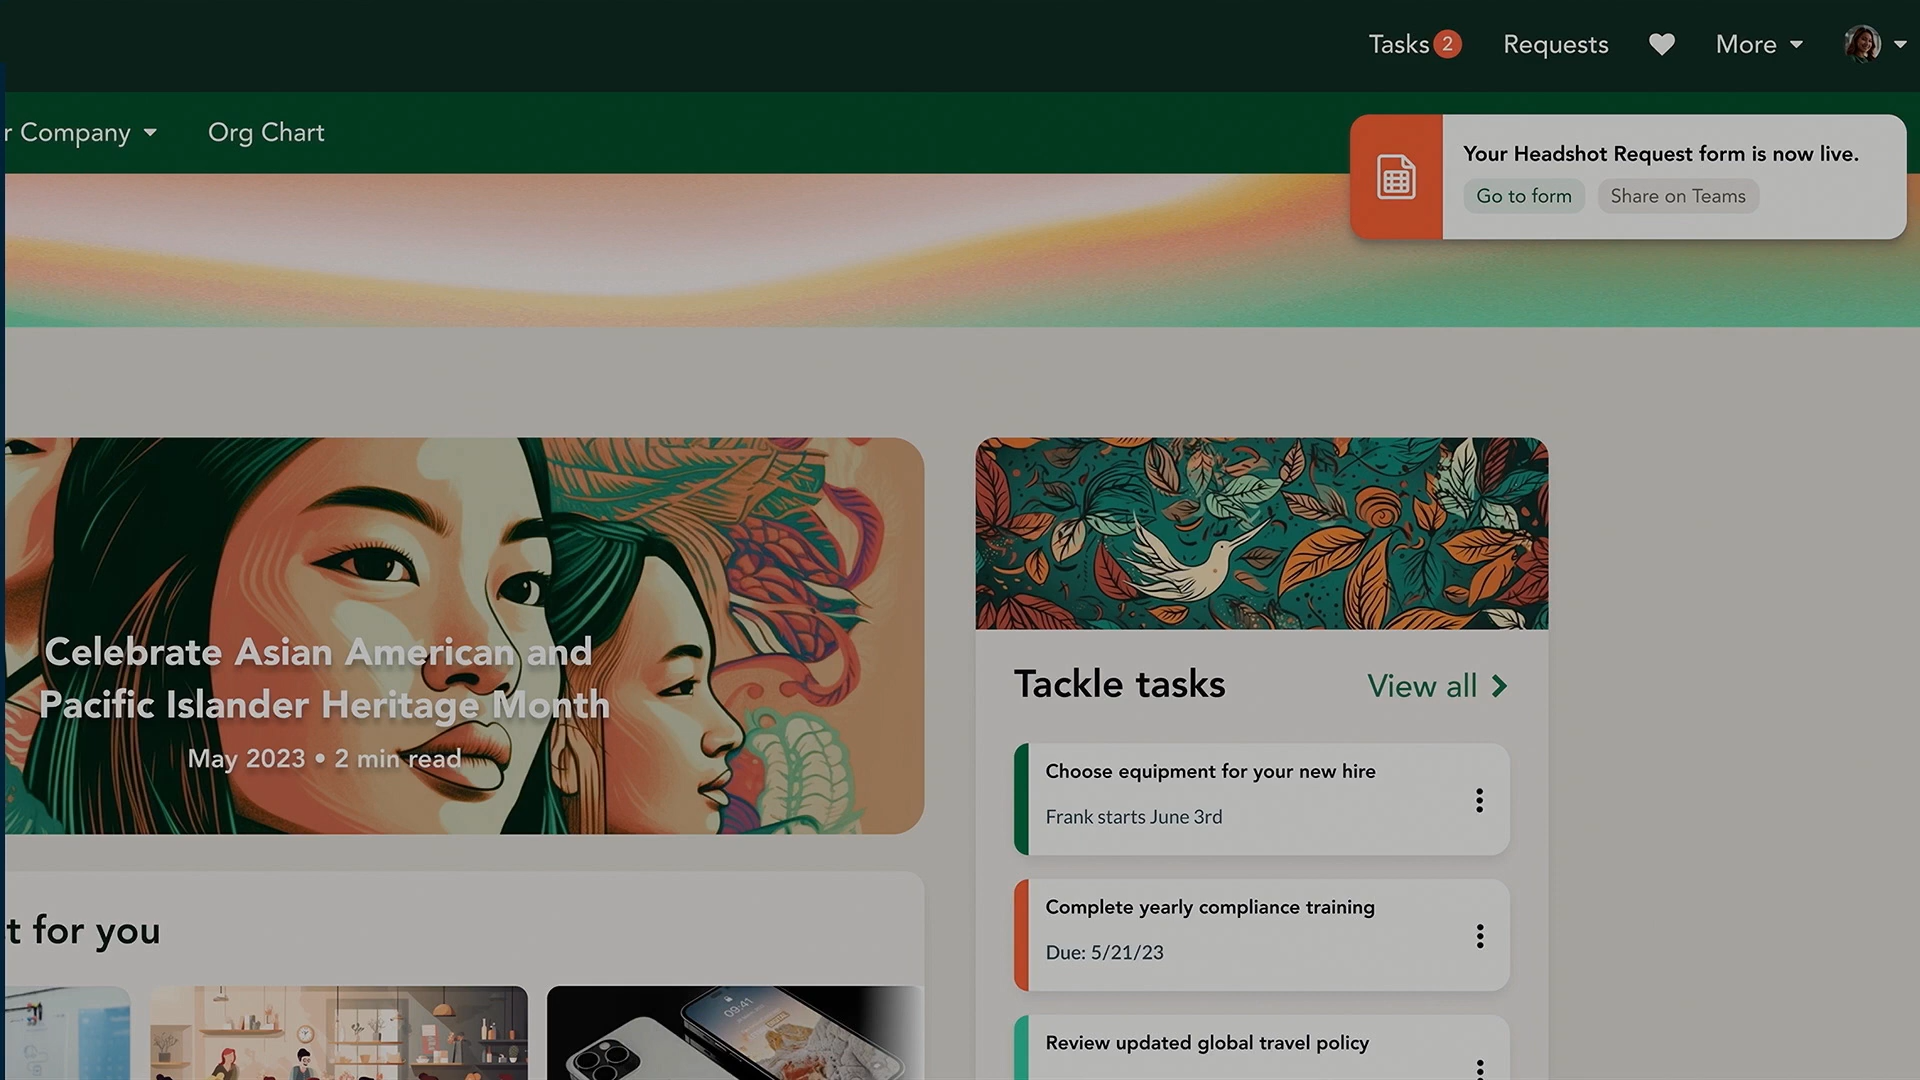 Tasks 2 Requests More
r Company Org Chart
Your Headshot Request form is now live.
Go to form Share on Teams
Celebrate Asian American and
Pacific Islander Heritage Month
May 2023 • 2 min read
Tackle tasks View all
Choose equipment for your new hire
Frank starts June 3rd
Complete yearly compliance training
Due: 5/21/23
Review updated global travel policy
t for you
09:41